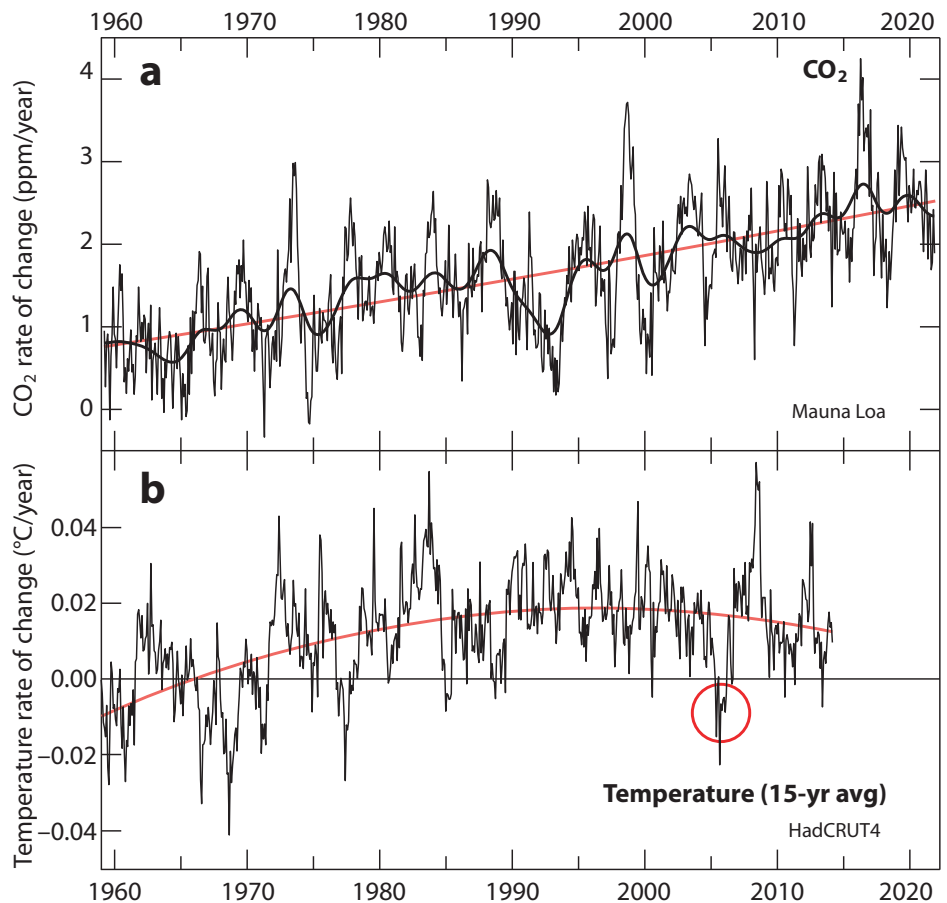 1960 1970 1980 1990 2000 2010 2020
a
CO₂
4
3
2
1
0
CO₂ rate of change (ppm/year)
Mauna Loa
b
0.04
0.02
0.00
−0.02
−0.04
Temperature rate of change (°C/year)
Temperature (15-yr avg)
HadCRUT4
1960 1970 1980 1990 2000 2010 2020